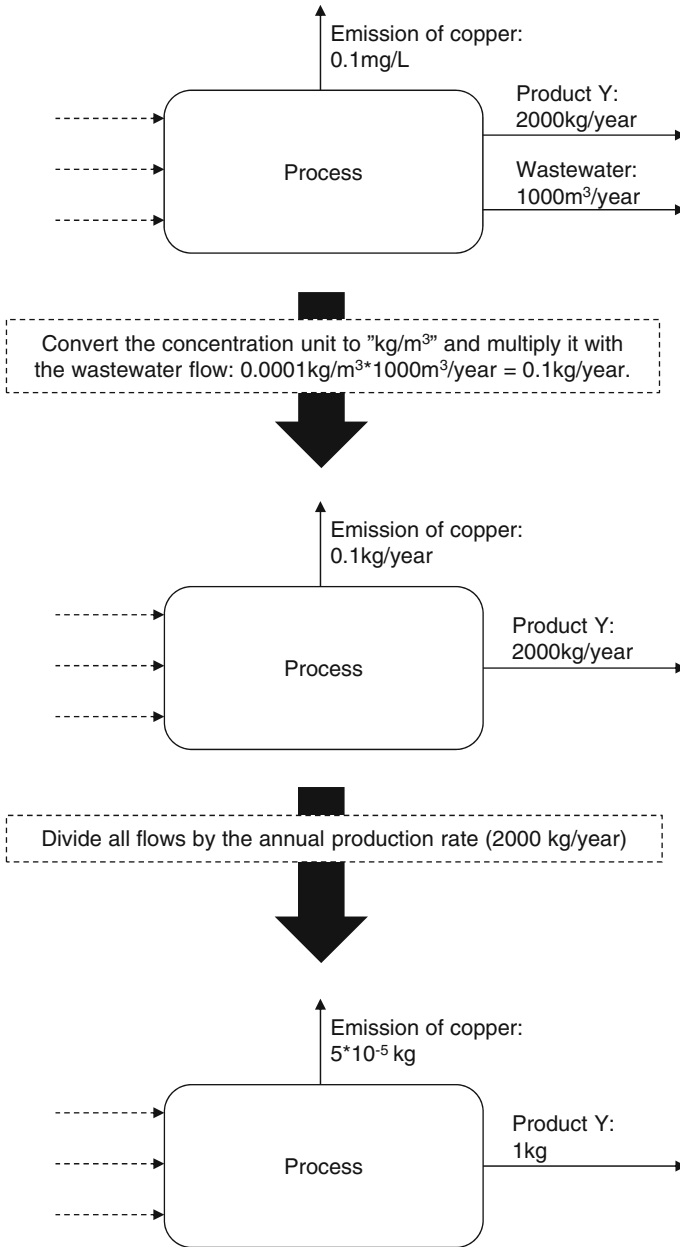 Emission of copper:
0.1mg/L
Product Y:
2000kg/year
Process
Wastewater:
1000m³/year
Convert the concentration unit to ”kg/m³” and multiply it with
the wastewater flow: 0.0001kg/m³*1000m³/year = 0.1kg/year.
Emission of copper:
0.1kg/year
Product Y:
2000kg/year
Process
Divide all flows by the annual production rate (2000 kg/year)
Emission of copper:
5*10⁻⁵ kg
Product Y:
1kg
Process